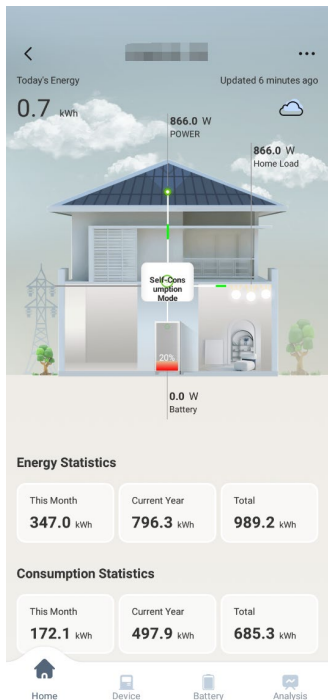 Today's Energy
Updated 6 minutes ago
0.7 kWh
866.0 W
POWER
866.0 W
Home Load
Self-Cons
umption
Mode
20%
0.0 W
Battery
Energy Statistics
This Month
Current Year
Total
347.0 kWh
796.3 kWh
989.2 kWh
Consumption Statistics
This Month
Current Year
Total
172.1 kWh
497.9 kWh
685.3 kWh
Home
Device
Battery
Analysis